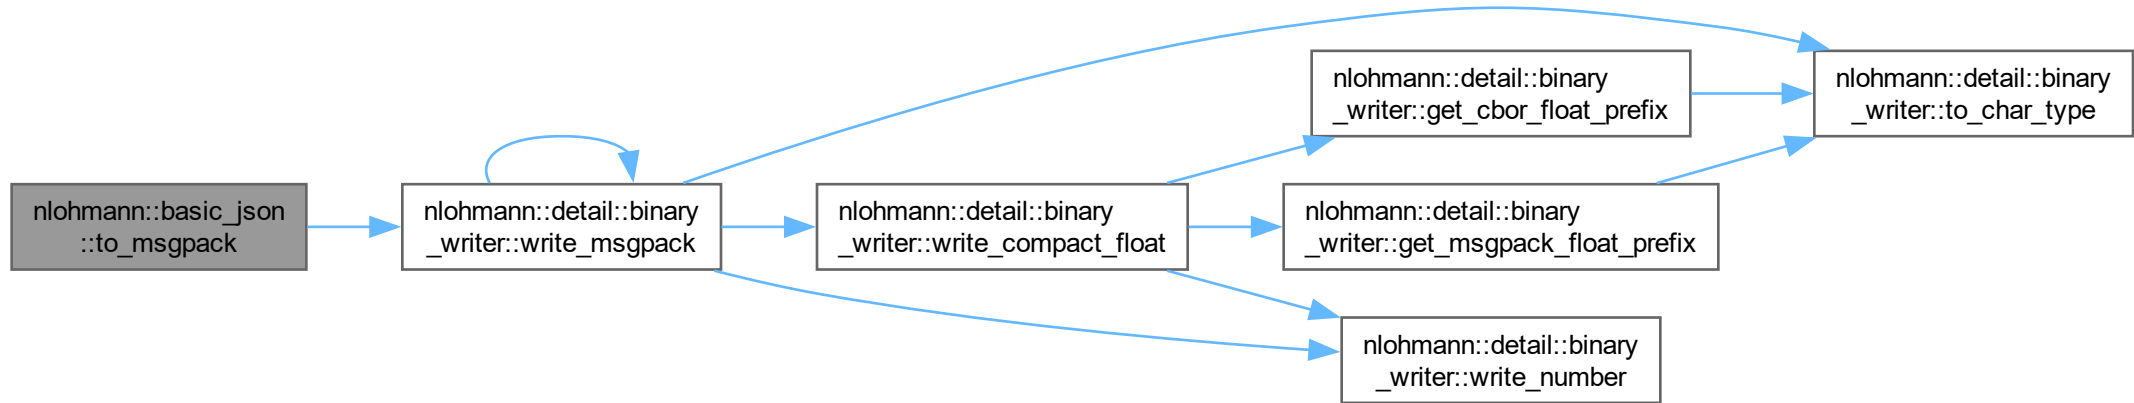 nlohmann::basic_json
::to_msgpack
nlohmann::detail::binary
_writer::write_msgpack
nlohmann::detail::binary
_writer::write_compact_float
nlohmann::detail::binary
_writer::get_cbor_float_prefix
nlohmann::detail::binary
_writer::get_msgpack_float_prefix
nlohmann::detail::binary
_writer::write_number
nlohmann::detail::binary
_writer::to_char_type